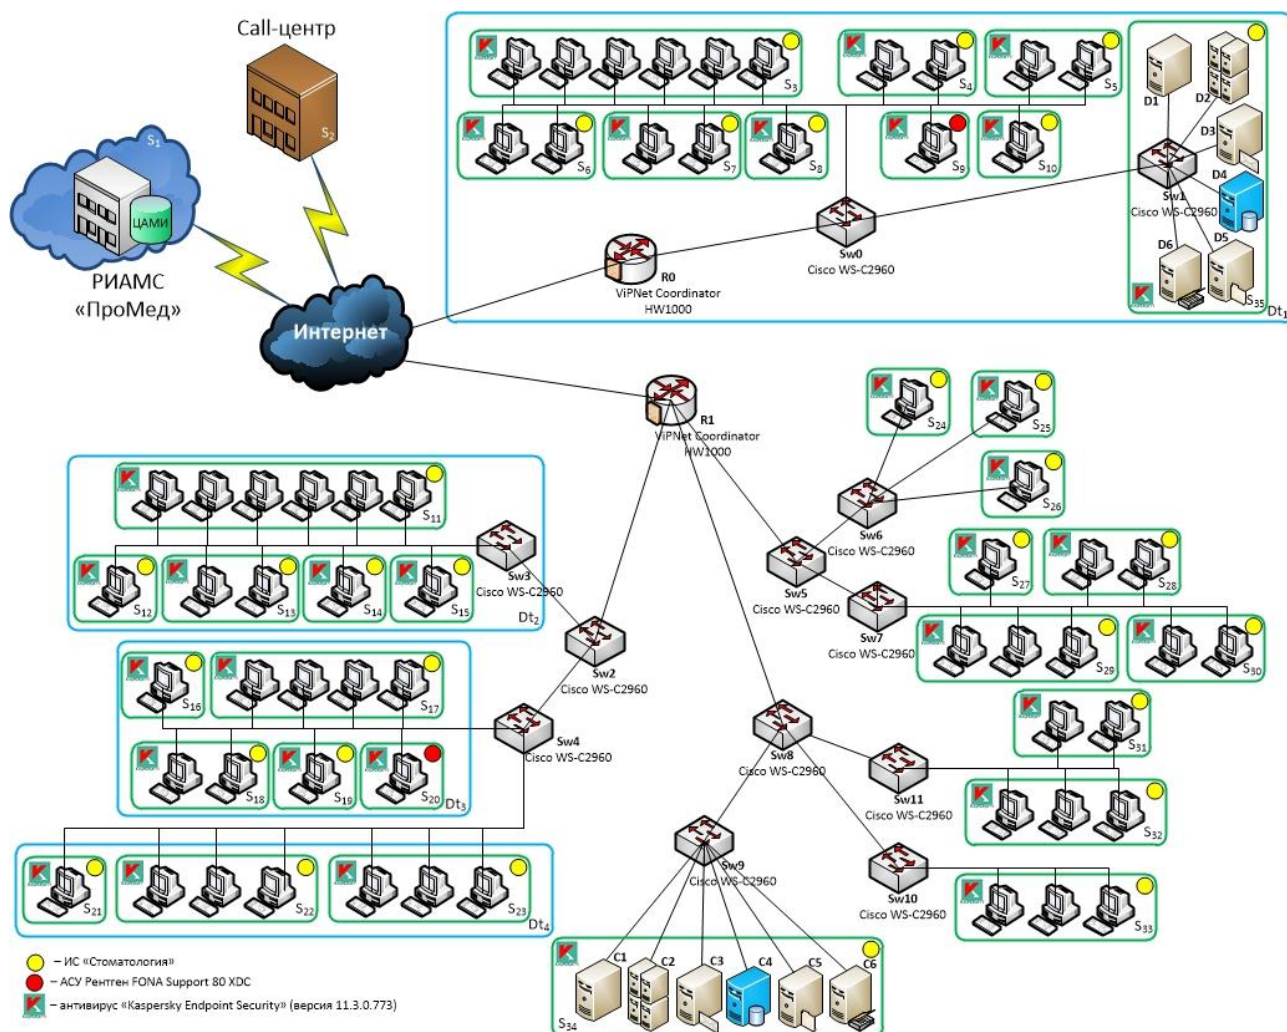 Call-центр
S2
S1
ЦАМИ
РИАМС
«ПроМед»
Интернет
S3
S4
S5
S6
S7
S8
S9
S10
D1
D2
D3
D4
D5
D6
S35
Dt1
Sw1
Cisco WS-C2960
Sw0
Cisco WS-C2960
R0
ViPNet Coordinator
HW1000
R1
ViPNet Coordinator
HW1000
S11
S12
S13
S14
S15
Dt2
Sw3
Cisco WS-C2960
Sw2
Cisco WS-C2960
S16
S17
S18
S19
S20
Dt3
Sw4
Cisco WS-C2960
S21
S22
S23
Dt4
S24
S25
S26
Sw6
Cisco WS-C2960
Sw5
Cisco WS-C2960
Sw7
Cisco WS-C2960
S27
S28
S29
S30
Sw8
Cisco WS-C2960
Sw11
Cisco WS-C2960
S31
S32
Sw9
Cisco WS-C2960
Sw10
Cisco WS-C2960
S33
C1
C2
C3
C4
C5
C6
S34
– ИС «Стоматология»
– АСУ Рентген FONA Support 80 XDC
– антивирус «Kaspersky Endpoint Security» (версия 11.3.0.773)